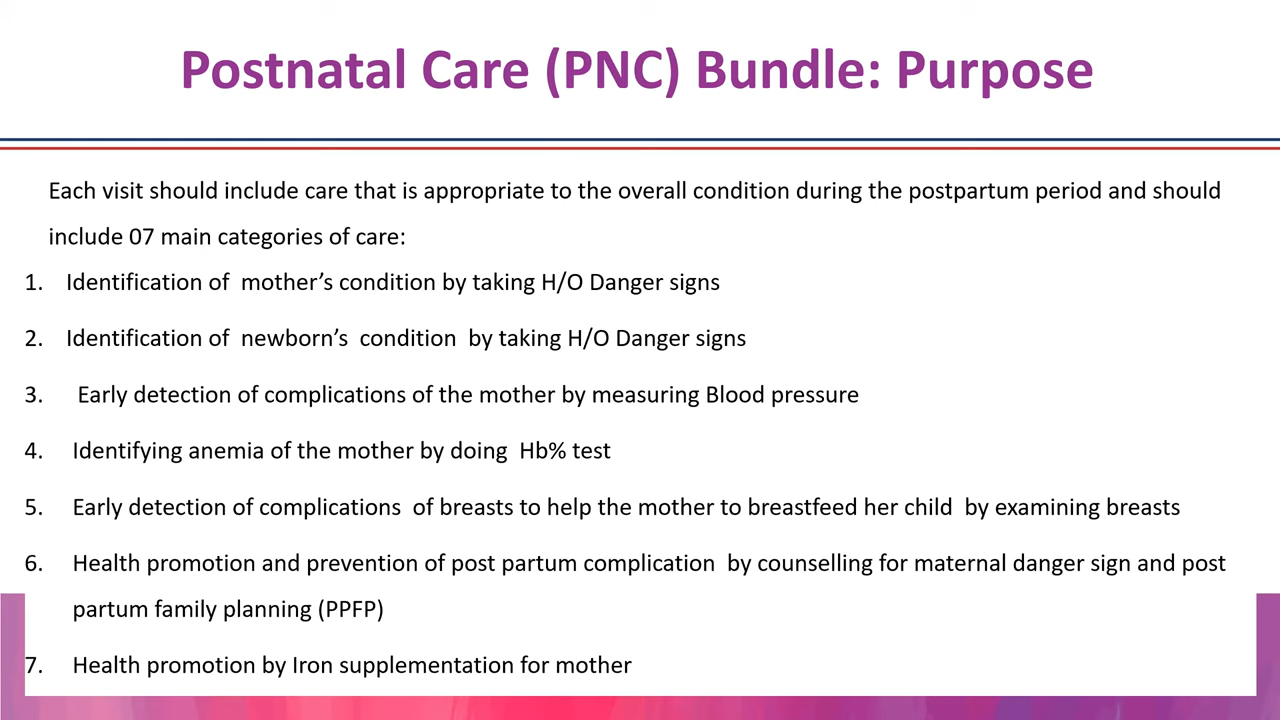 Postnatal Care (PNC) Bundle: Purpose
Each visit should include care that is appropriate to the overall condition during the postpartum period and should
include 07 main categories of care:
1. Identification of mother’s condition by taking H/O Danger signs
2. Identification of newborn’s condition by taking H/O Danger signs
3. Early detection of complications of the mother by measuring Blood pressure
4. Identifying anemia of the mother by doing Hb% test
5. Early detection of complications of breasts to help the mother to breastfeed her child by examining breasts
6. Health promotion and prevention of post partum complication by counselling for maternal danger sign and post
partum family planning (PPFP)
7. Health promotion by Iron supplementation for mother